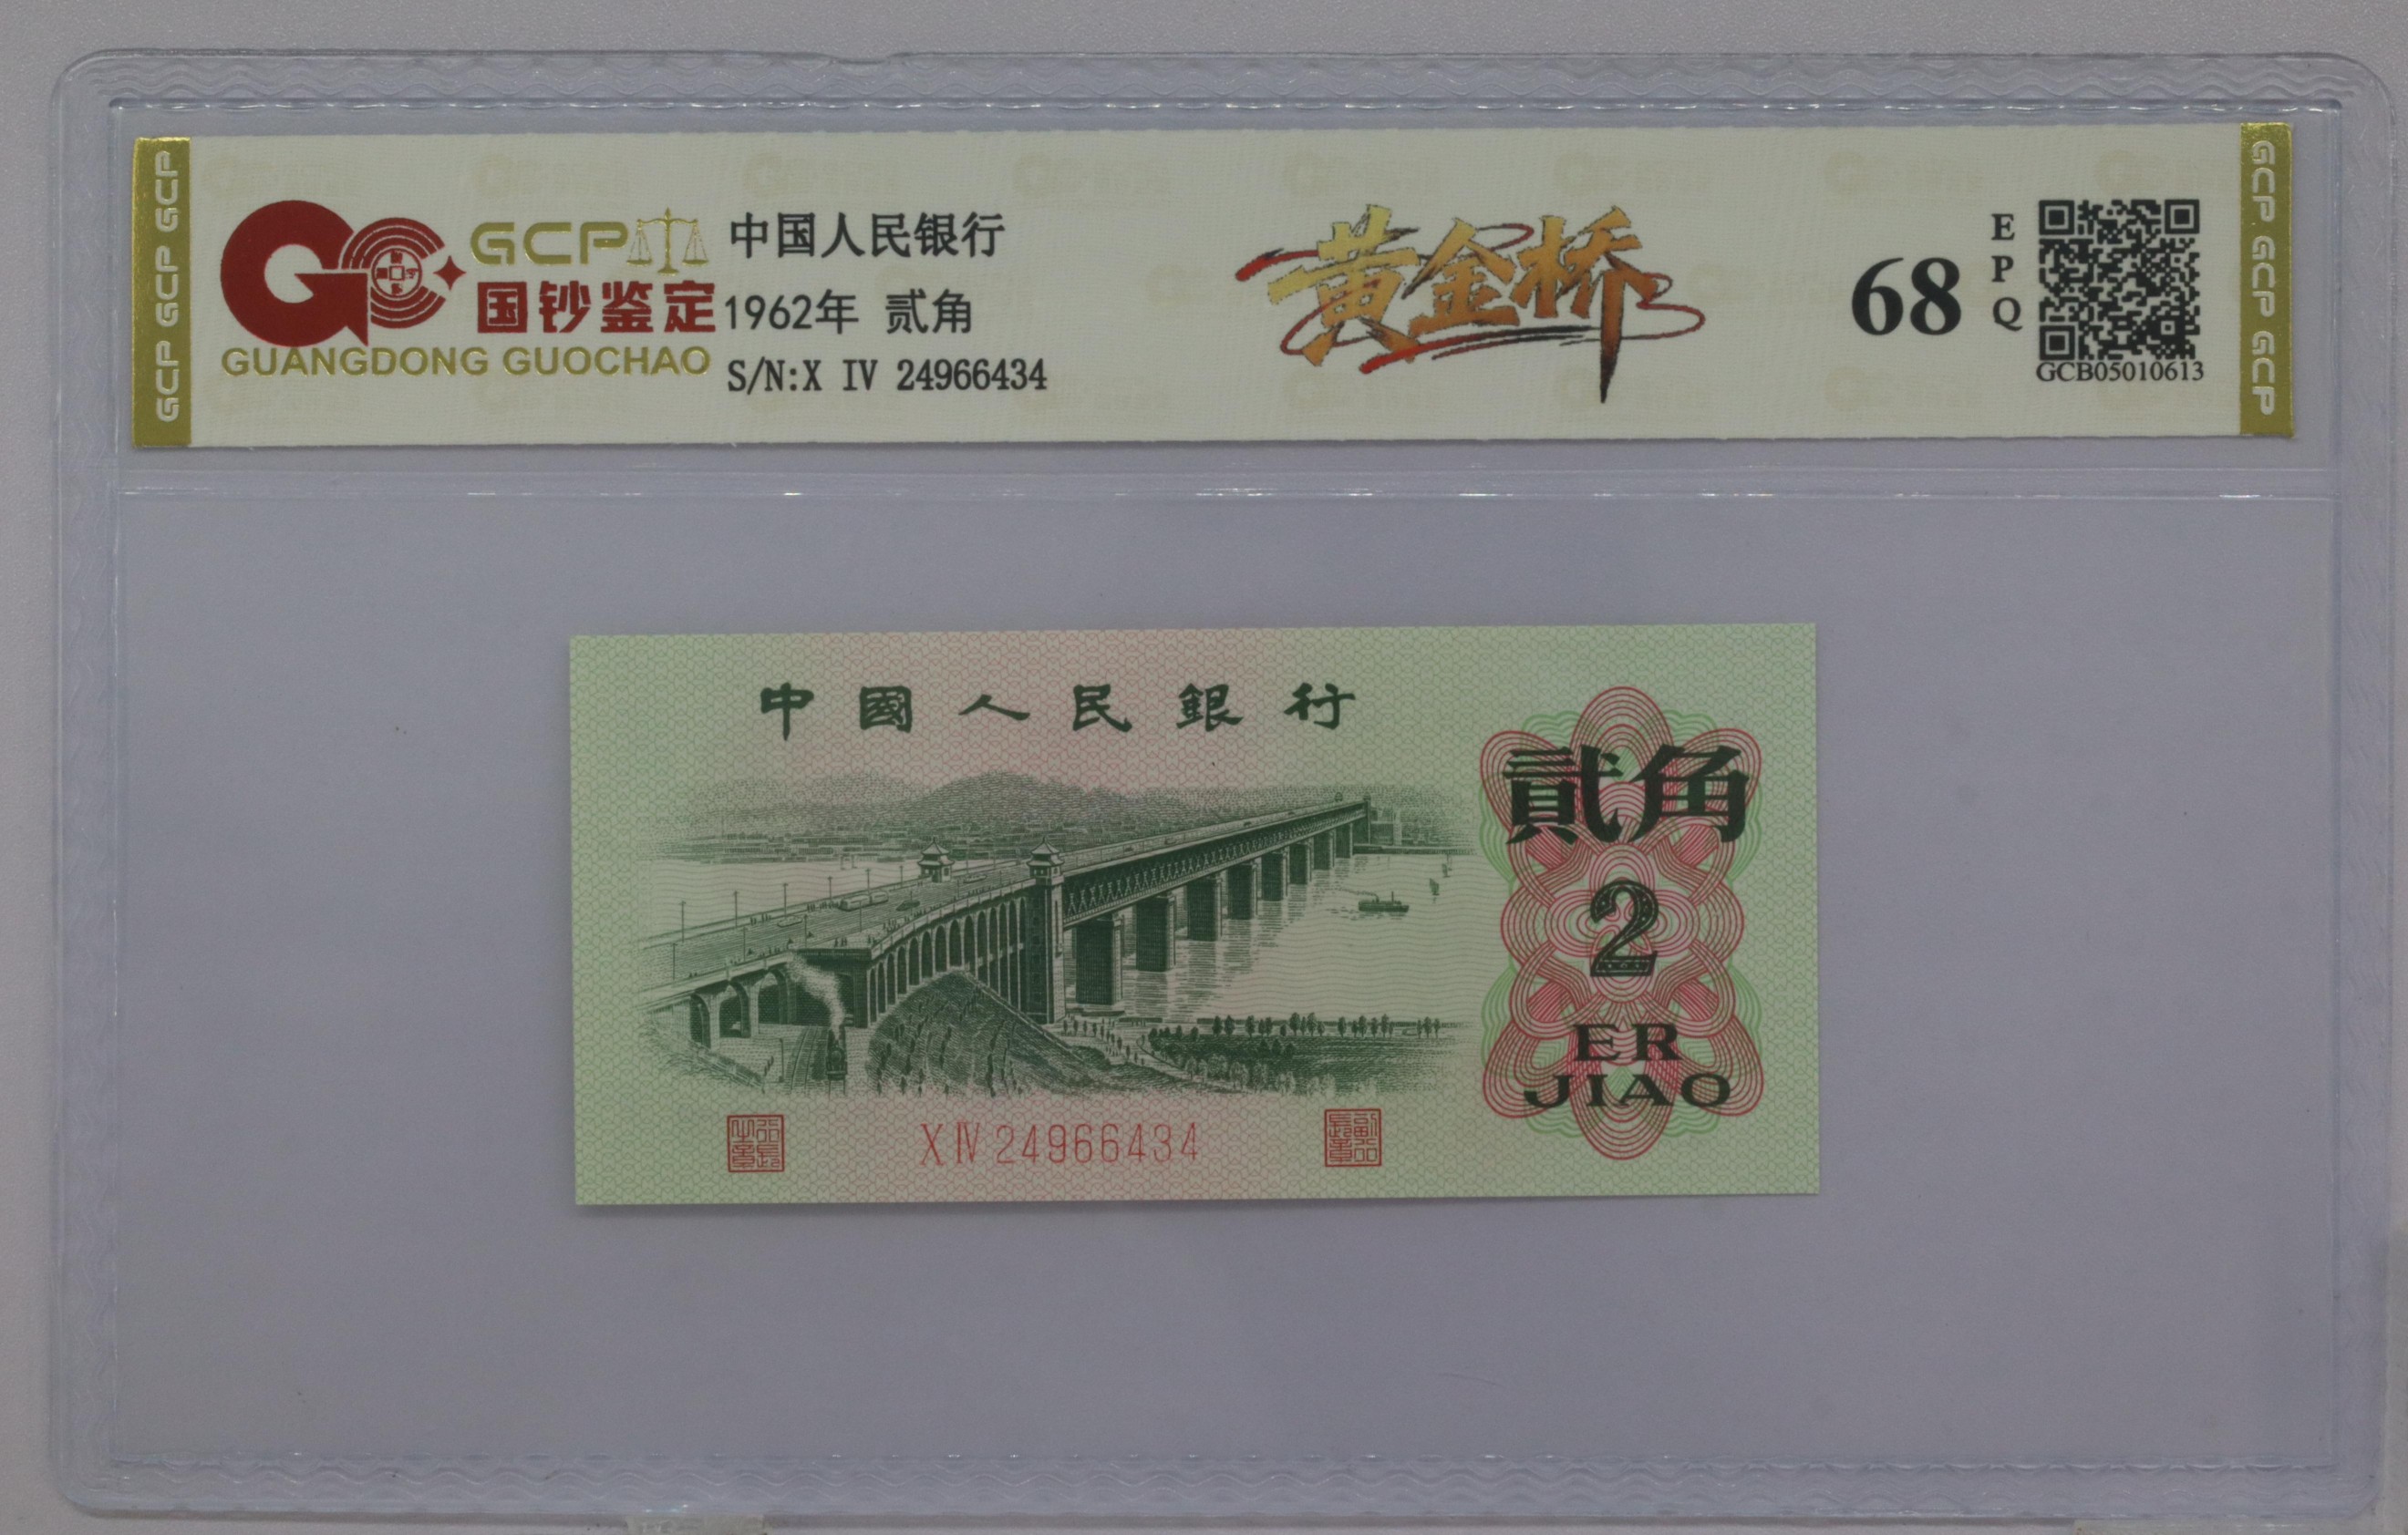 GCP GCP GCP
GCP
国钞鉴定
GUANGDONG GUOCHAO
中国人民银行
1962年 贰角
S/N:X IV 24966434
黄金桥
68
EPQ
GCB05010613
GCP GCP GCP
中國人民銀行
貳角
2
ER
JIAO
X IV 24966434